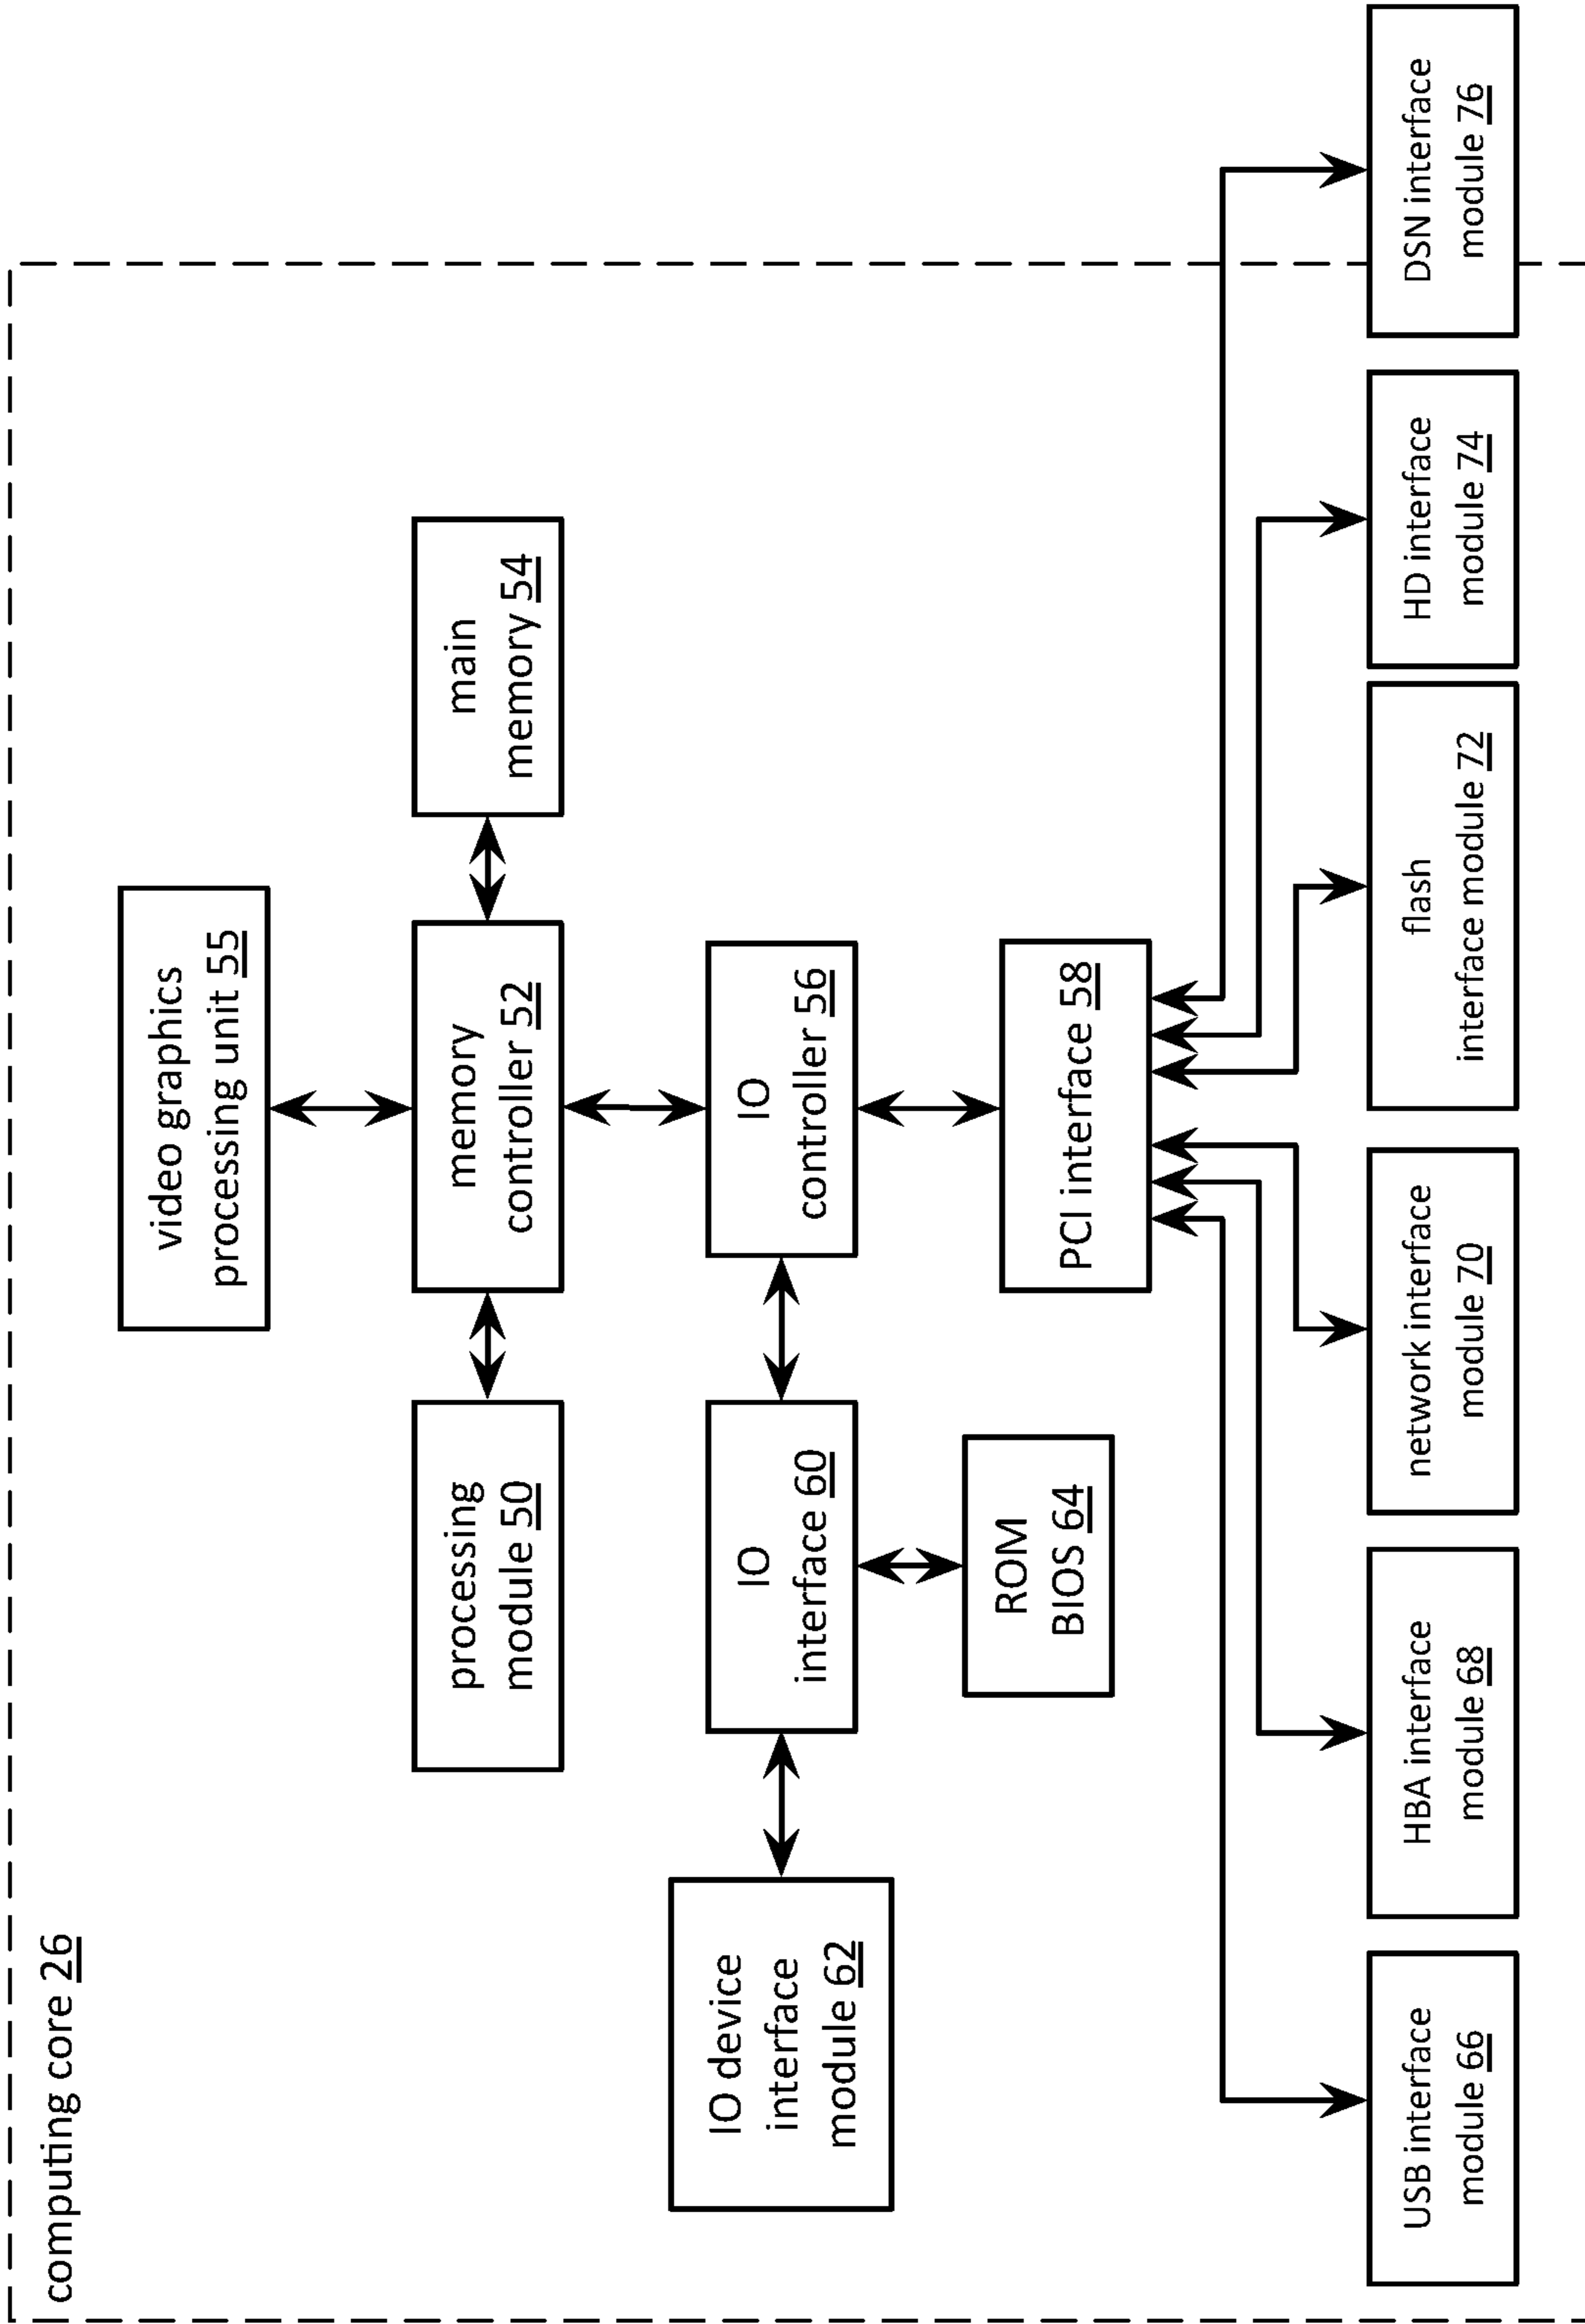 computing core 26
video graphics
processing unit 55
processing
module 50
memory
controller 52
main
memory 54
IO device
interface
module 62
IO
interface 60
IO
controller 56
ROM
BIOS 64
PCI interface 58
USB interface
module 66
HBA interface
module 68
network interface
module 70
flash
interface module 72
HD interface
module 74
DSN interface
module 76